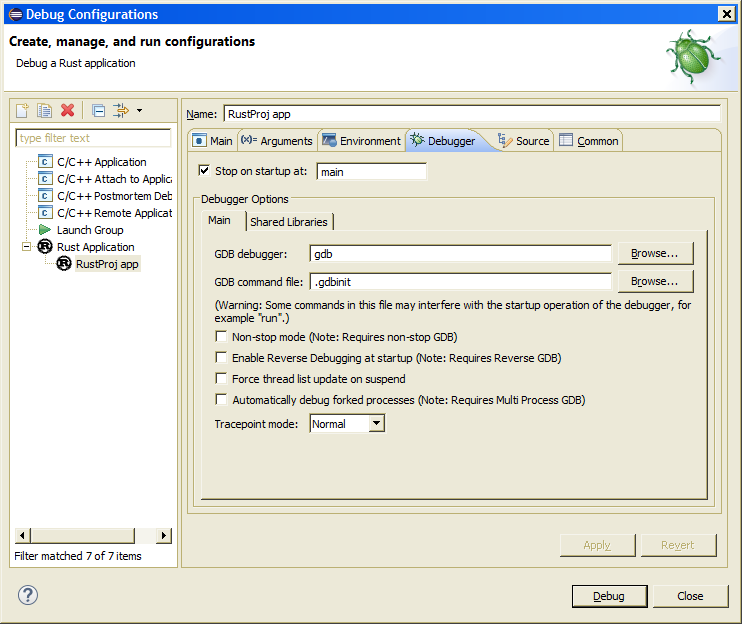 Debug Configurations
Create, manage, and run configurations
Debug a Rust application
type filter text
C/C++ Application
C/C++ Attach to Applica
C/C++ Postmortem Deb
C/C++ Remote Applicat
Launch Group
Rust Application
RustProj app
Filter matched 7 of 7 items
Name: RustProj app
Main (x)= Arguments Environment Debugger Source Common
Stop on startup at: main
Debugger Options
Main Shared Libraries
GDB debugger: gdb Browse...
GDB command file: .gdbinit Browse...
(Warning: Some commands in this file may interfere with the startup operation of the debugger, for
example "run".)
Non-stop mode (Note: Requires non-stop GDB)
Enable Reverse Debugging at startup (Note: Requires Reverse GDB)
Force thread list update on suspend
Automatically debug forked processes (Note: Requires Multi Process GDB)
Tracepoint mode: Normal
Apply Revert
? Debug Close